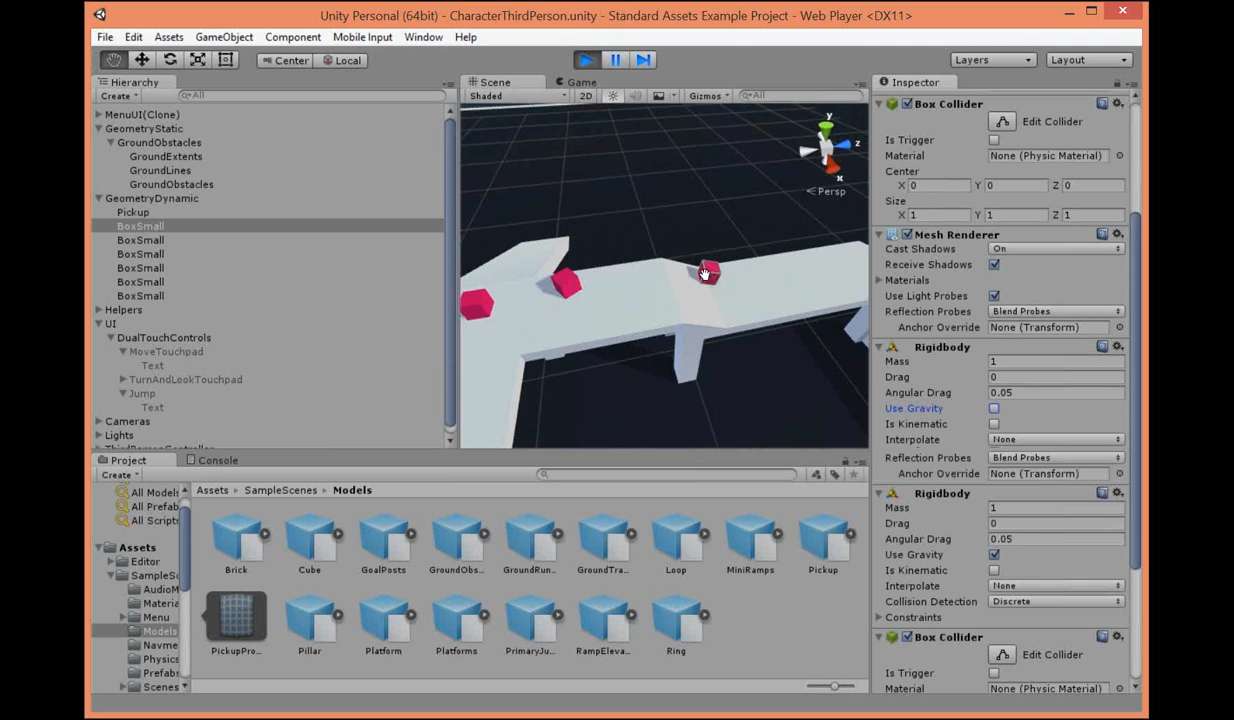 Unity Personal (64bit) - CharacterThirdPerson.unity - Standard Assets Example Project - Web Player <DX11>
File Edit Assets GameObject Component Mobile Input Window Help
Center Local Layers Layout
Hierarchy
Create All
MenuUI(Clone)
GeometryStatic
GroundObstacles
GroundExtents
GroundLines
GroundObstacles
GeometryDynamic
Pickup
BoxSmall
BoxSmall
BoxSmall
BoxSmall
BoxSmall
BoxSmall
Helpers
UI
DualTouchControls
MoveTouchpad
Text
TurnAndLookTouchpad
Jump
Text
Cameras
Lights
Scene Game
Shaded 2D Gizmos All
y
z
x
Persp
Inspector
Box Collider
Edit Collider
Is Trigger
Material None (Physic Material)
Center
X 0 Y 0 Z 0
Size
X 1 Y 1 Z 1
Mesh Renderer
Cast Shadows On
Receive Shadows
Materials
Use Light Probes
Reflection Probes Blend Probes
Anchor Override None (Transform)
Rigidbody
Mass 1
Drag 0
Angular Drag 0.05
Use Gravity
Is Kinematic
Interpolate None
Reflection Probes Blend Probes
Anchor Override None (Transform)
Rigidbody
Mass 1
Drag 0
Angular Drag 0.05
Use Gravity
Is Kinematic
Interpolate None
Collision Detection Discrete
Constraints
Box Collider
Edit Collider
Is Trigger
Material None (Physic Material)
Project Console
Create
All Models
All Prefab
All Scripts
Assets
Editor
SampleSc
AudioM
Materia
Menu
Models
Navme
Physics
Prefabs
Scenes
Assets SampleScenes Models
Brick Cube GoalPosts GroundObs... GroundRun... GroundTra... Loop MiniRamps Pickup
PickupPro... Pillar Platform Platforms PrimaryJu... RampEleva... Ring